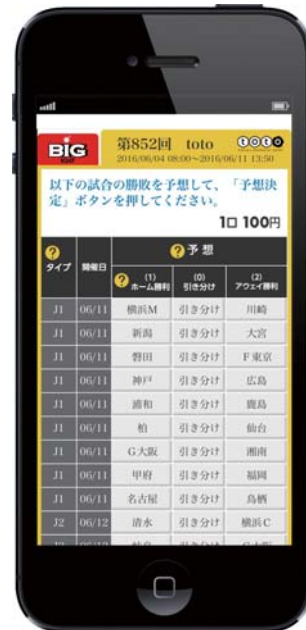 BIG
第852回 toto
toto
2016/06/04 08:00~2016/06/11 13:50
以下の試合の勝敗を予想して、「予想決
定」ボタンを押してください。
1口 100円
? タイプ 開催日 ? 予想
? (1) ホーム勝利 (0) 引き分け (2) アウェイ勝利
J1 06/11 横浜M 引き分け 川崎
J1 06/11 新潟 引き分け 大宮
J1 06/11 磐田 引き分け F東京
J1 06/11 神戸 引き分け 広島
J1 06/11 浦和 引き分け 鹿島
J1 06/11 柏 引き分け 仙台
J1 06/11 G大阪 引き分け 湘南
J1 06/11 甲府 引き分け 福岡
J1 06/11 名古屋 引き分け 鳥栖
J2 06/12 清水 引き分け 横浜C